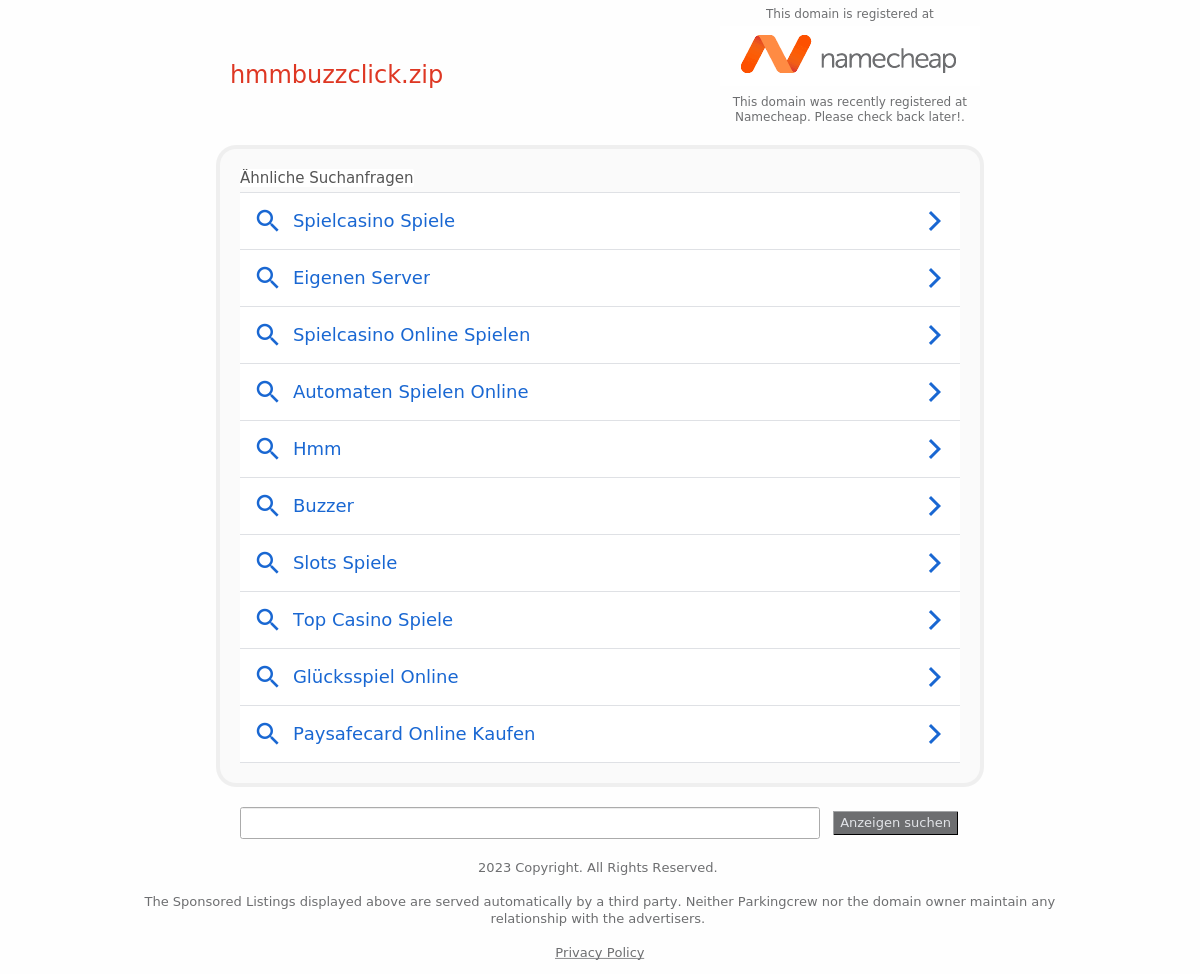 This domain is registered at
namecheap
hmmbuzzclick.zip
This domain was recently registered at
Namecheap. Please check back later!.
Ähnliche Suchanfragen
Spielcasino Spiele
Eigenen Server
Spielcasino Online Spielen
Automaten Spielen Online
Hmm
Buzzer
Slots Spiele
Top Casino Spiele
Glücksspiel Online
Paysafecard Online Kaufen
Anzeigen suchen
2023 Copyright. All Rights Reserved.
The Sponsored Listings displayed above are served automatically by a third party. Neither Parkingcrew nor the domain owner maintain any
relationship with the advertisers.
Privacy Policy